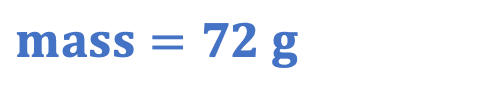 mass = 72 g